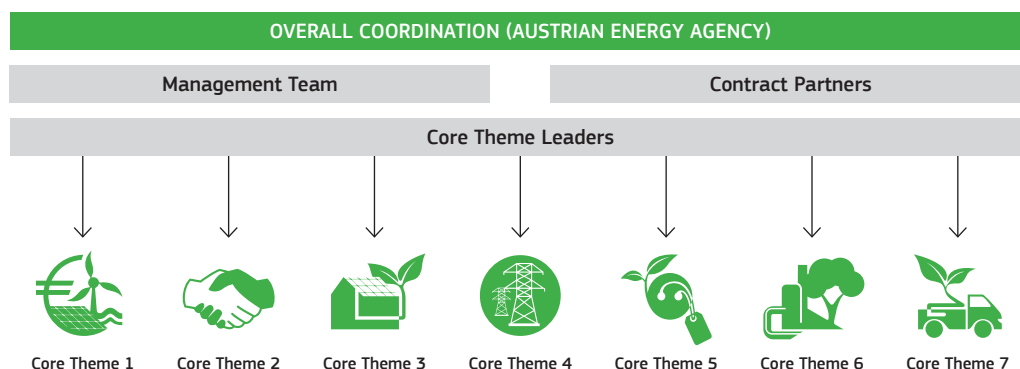 OVERALL COORDINATION (AUSTRIAN ENERGY AGENCY)
Management Team
Contract Partners
Core Theme Leaders
Core Theme 1
Core Theme 2
Core Theme 3
Core Theme 4
Core Theme 5
Core Theme 6
Core Theme 7